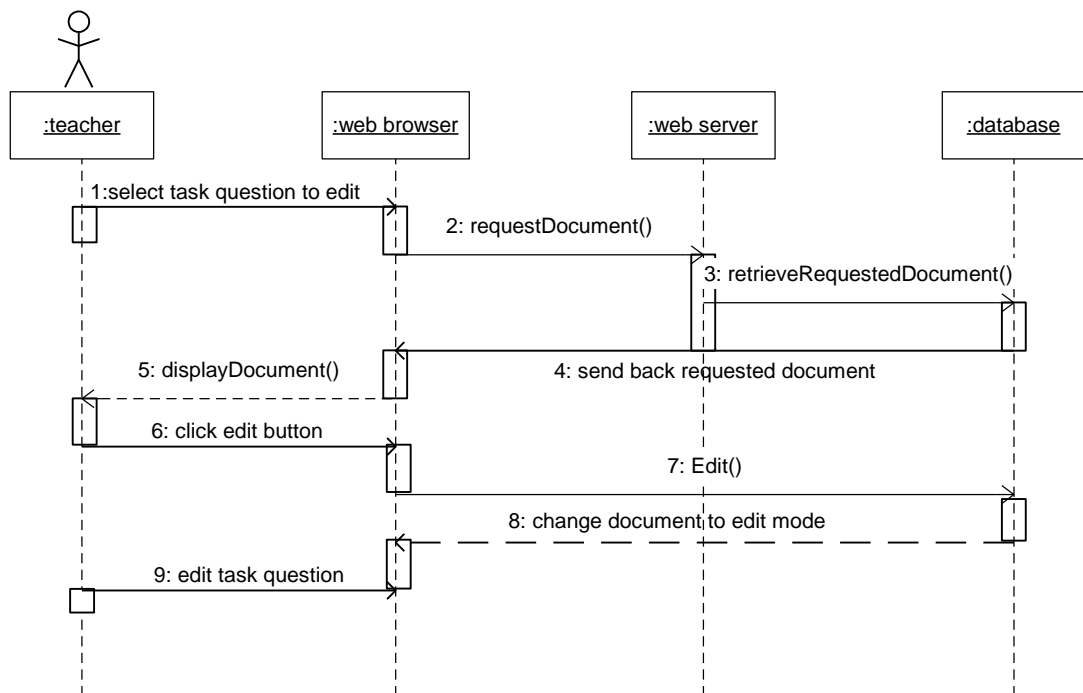 :teacher
:web browser
:web server
:database
1:select task question to edit
2: requestDocument()
3: retrieveRequestedDocument()
4: send back requested document
5: displayDocument()
6: click edit button
7: Edit()
8: change document to edit mode
9: edit task question